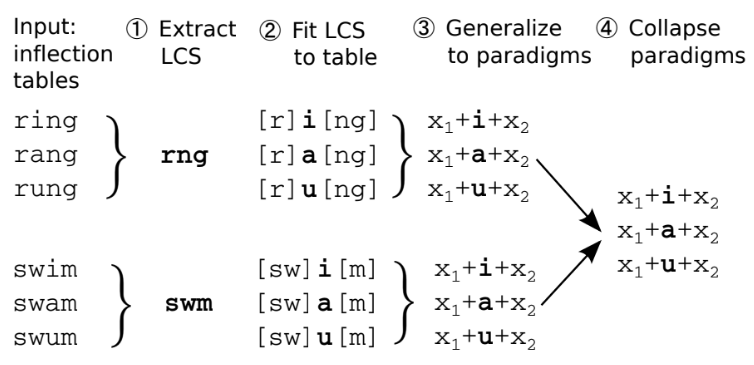 Input: ① Extract ② Fit LCS ③ Generalize ④ Collapse
inflection LCS to table to paradigms paradigms
tables
ring [r]i[ng] x₁+i+x₂
rang rng [r]a[ng] x₁+a+x₂
rung [r]u[ng] x₁+u+x₂
x₁+i+x₂
x₁+a+x₂
x₁+u+x₂
swim [sw]i[m] x₁+i+x₂
swam swm [sw]a[m] x₁+a+x₂
swum [sw]u[m] x₁+u+x₂